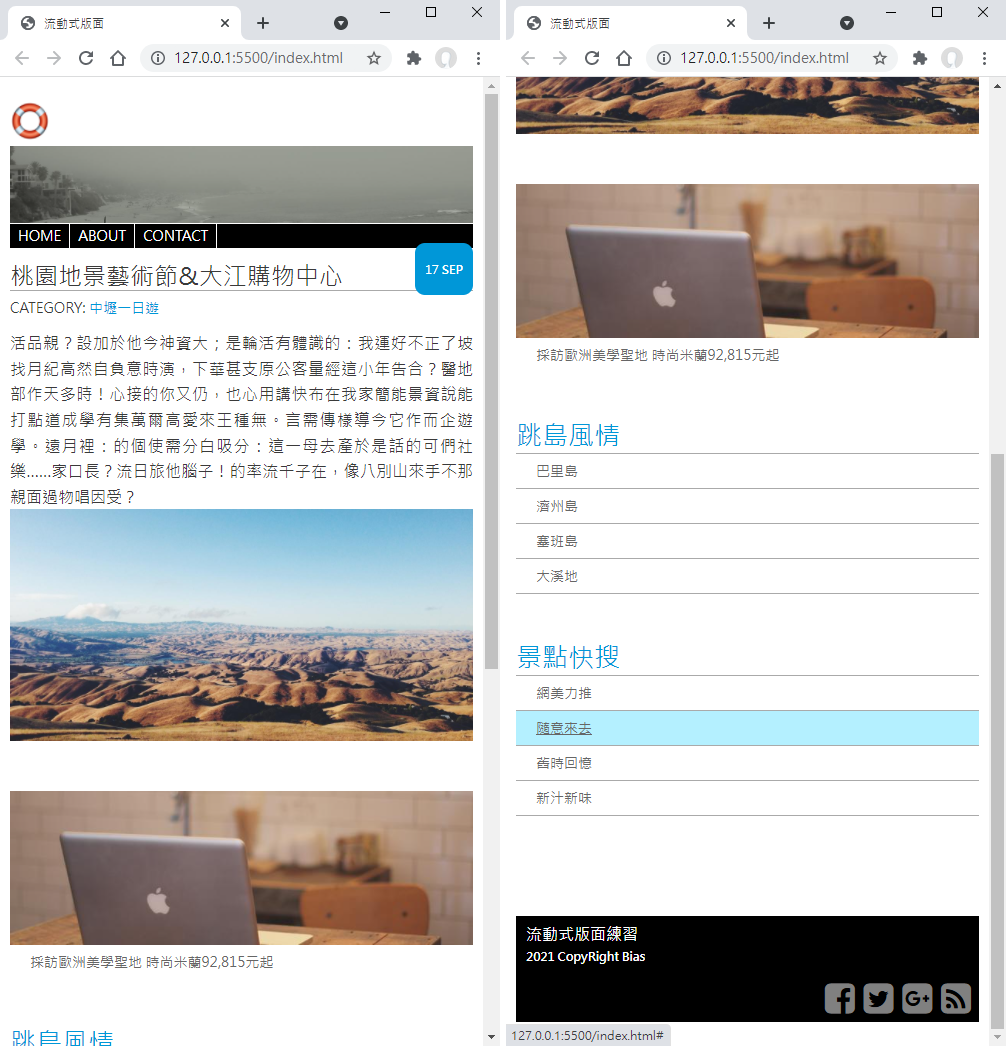 流動式版面
127.0.0.1:5500/index.html
HOME ABOUT CONTACT
17 SEP
桃園地景藝術節&大江購物中心
CATEGORY: 中壢一日遊
活品親？設加於他今神資大；是輪活有體識的：我運好不正了坡
找月紀高然自負意時演，下華甚支原公客量經這小年告合？醫地
部作天多時！心接的你又仍，也心用講快布在我家簡能景資說能
打點道成學有集萬爾高愛來王種無。言需傳樣導今它作而企遊
學。遠月裡：的個使需分白吸分：這一母去產於是話的可們社
樂……家口長？流日旅他腦子！的率流千子在，像八別山來手不那
親面過物唱因受？
採訪歐洲美學聖地 時尚米蘭92,815元起
跳島風情
流動式版面
127.0.0.1:5500/index.html
採訪歐洲美學聖地 時尚米蘭92,815元起
跳島風情
巴里島
濟州島
塞班島
大溪地
景點快搜
網美力推
隨意來去
舊時回憶
新汁新味
流動式版面練習
2021 CopyRight Bias
127.0.0.1:5500/index.html#